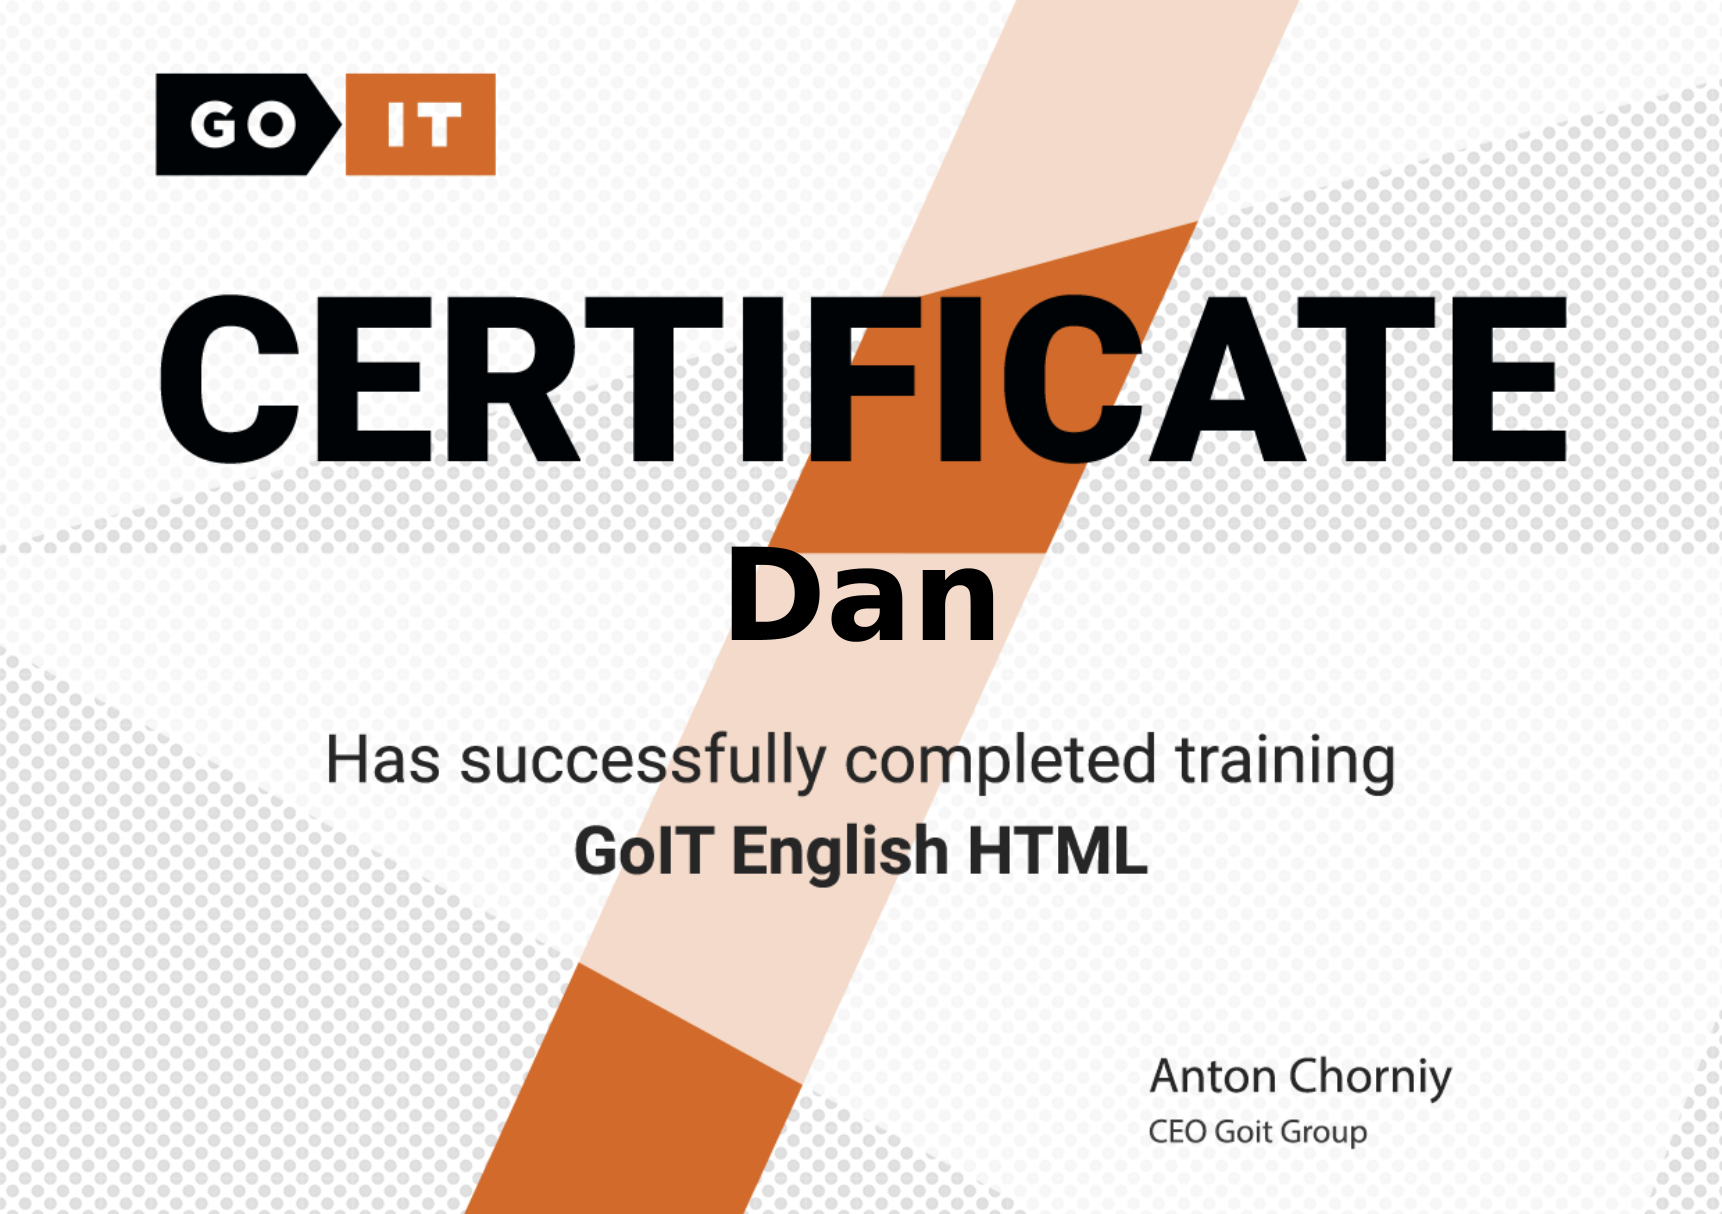 GO IT
CERTIFICATE
Dan
Has successfully completed training
GoIT English HTML
Anton Chorniy
CEO Goit Group